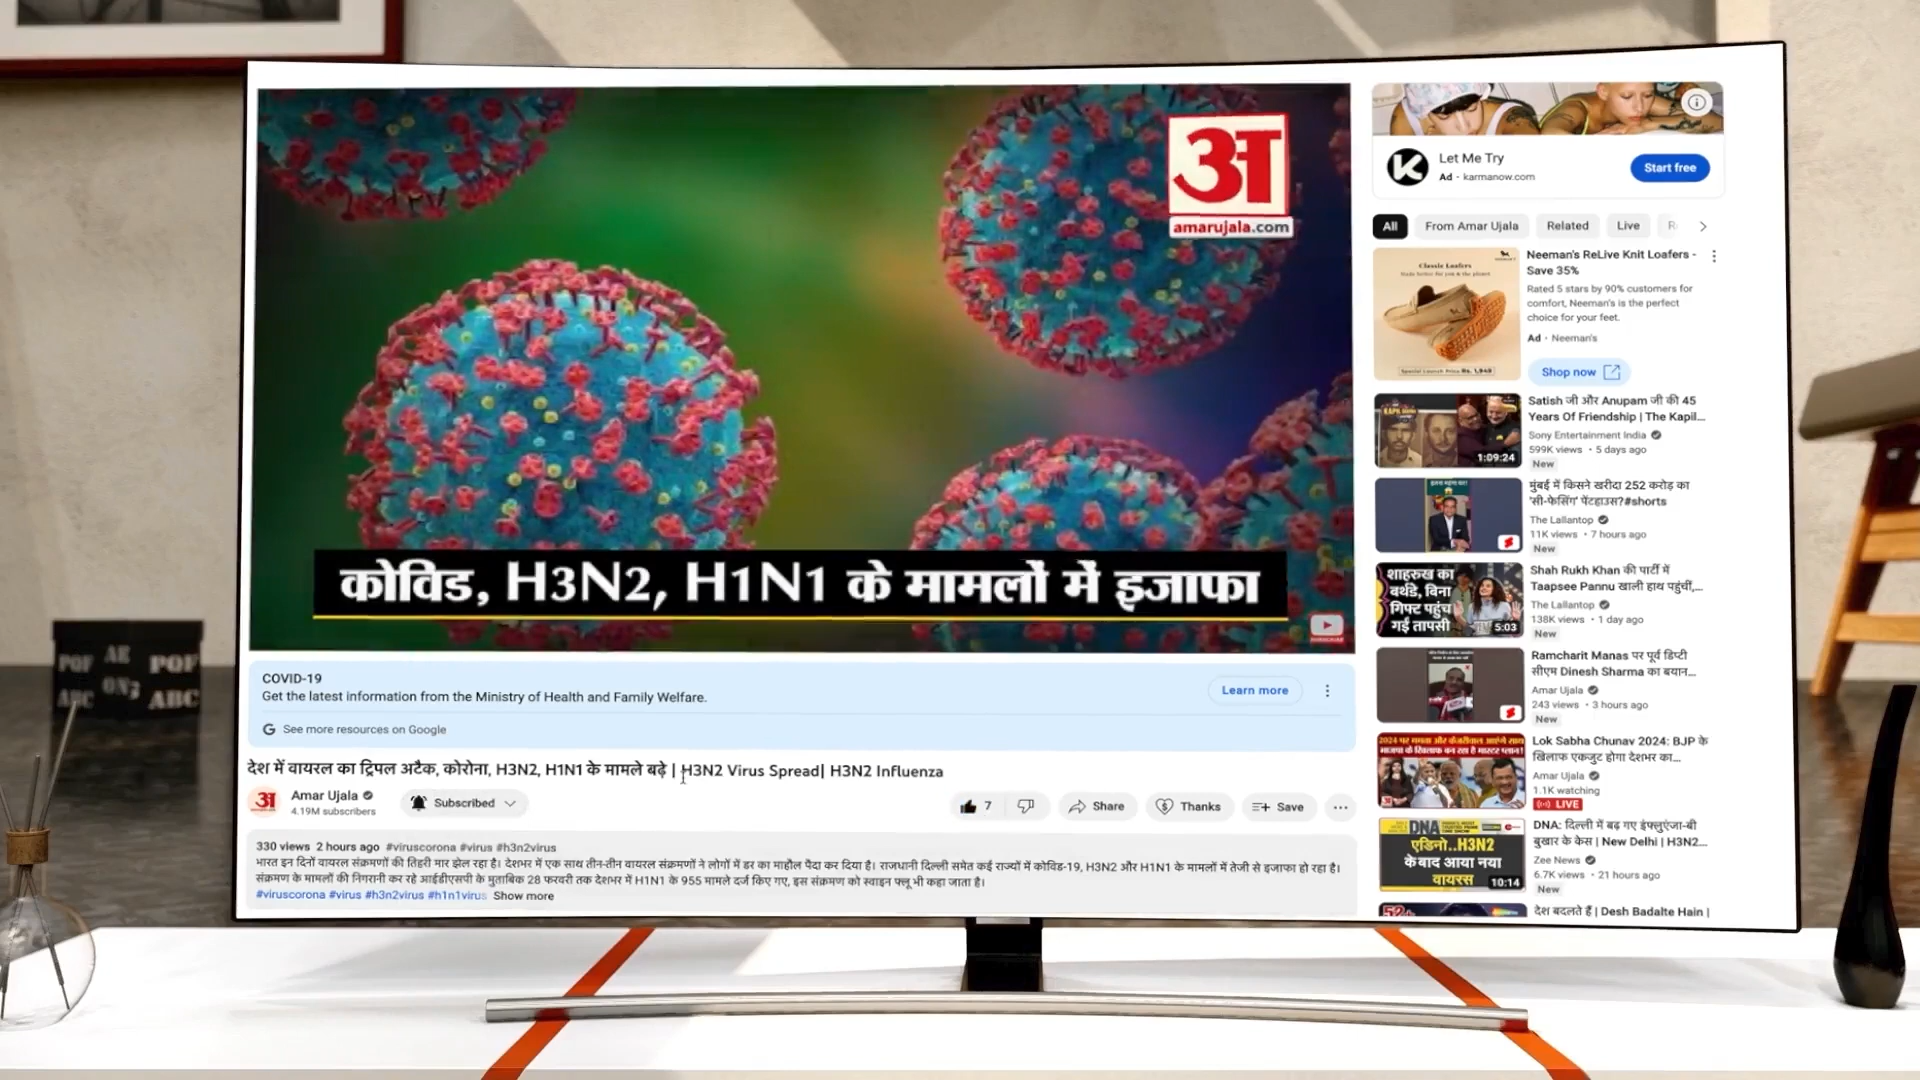 अ
amarujala.com
कोविड, H3N2, H1N1 के मामलों में इजाफा
COVID-19
Get the latest information from the Ministry of Health and Family Welfare.
Learn more
See more resources on Google
देश में वायरल का ट्रिपल अटैक, कोरोना, H3N2, H1N1 के मामले बढ़े | H3N2 Virus Spread| H3N2 Influenza
Amar Ujala
4.19M subscribers
Subscribed
7
Share
Thanks
Save
330 views 2 hours ago #viruscorona #virus #h3n2virus
भारत इन दिनों वायरल संक्रमणों की तिहरी मार झेल रहा है। देशभर में एक साथ तीन-तीन वायरल संक्रमणों ने लोगों में डर का माहौल पैदा कर दिया है। राजधानी दिल्ली समेत कई राज्यों में कोविड-19, H3N2 और H1N1 के मामलों में तेजी से इजाफा हो रहा है।
संक्रमण के मामलों की निगरानी कर रहे आईडीएसपी के मुताबिक 28 फरवरी तक देशभर में H1N1 के 955 मामले दर्ज किए गए, इस संक्रमण को स्वाइन फ्लू भी कहा जाता है।
#viruscorona #virus #h3n2virus #h1n1virus Show more
Let Me Try
Ad · karmanow.com
Start free
All
From Amar Ujala
Related
Live
Classic Loafers
Neeman's ReLive Knit Loafers -
Save 35%
Rated 5 stars by 90% customers for
comfort, Neeman's is the perfect
choice for your feet.
Ad · Neeman's
Shop now
Satish जी और Anupam जी की 45
Years Of Friendship | The Kapil...
Sony Entertainment India
599K views • 5 days ago
New
1:09:24
मुंबई में किसने खरीदा 252 करोड़ का
'सी-फेसिंग' पेंटहाउस?#shorts
The Lallantop
11K views • 7 hours ago
New
शाहरुख का
बर्थडे, बिना
गिफ्ट पहुंच
गईं तापसी
5:03
Shah Rukh Khan की पार्टी में
Taapsee Pannu खाली हाथ पहुंचीं,...
The Lallantop
138K views • 1 day ago
New
Ramcharit Manas पर पूर्व डिप्टी
सीएम Dinesh Sharma का बयान...
Amar Ujala
243 views • 3 hours ago
New
Lok Sabha Chunav 2024: BJP के
खिलाफ एकजुट होगा देशभर का...
Amar Ujala
1.1K watching
LIVE
DNA
एडिनो..H3N2
के बाद आया नया
वायरस
10:14
DNA: दिल्ली में बढ़ गए इंफ्लुएंजा-बी
बुखार के केस | New Delhi | H3N2...
Zee News
6.7K views • 21 hours ago
New
देश बदलते हैं | Desh Badalte Hain |